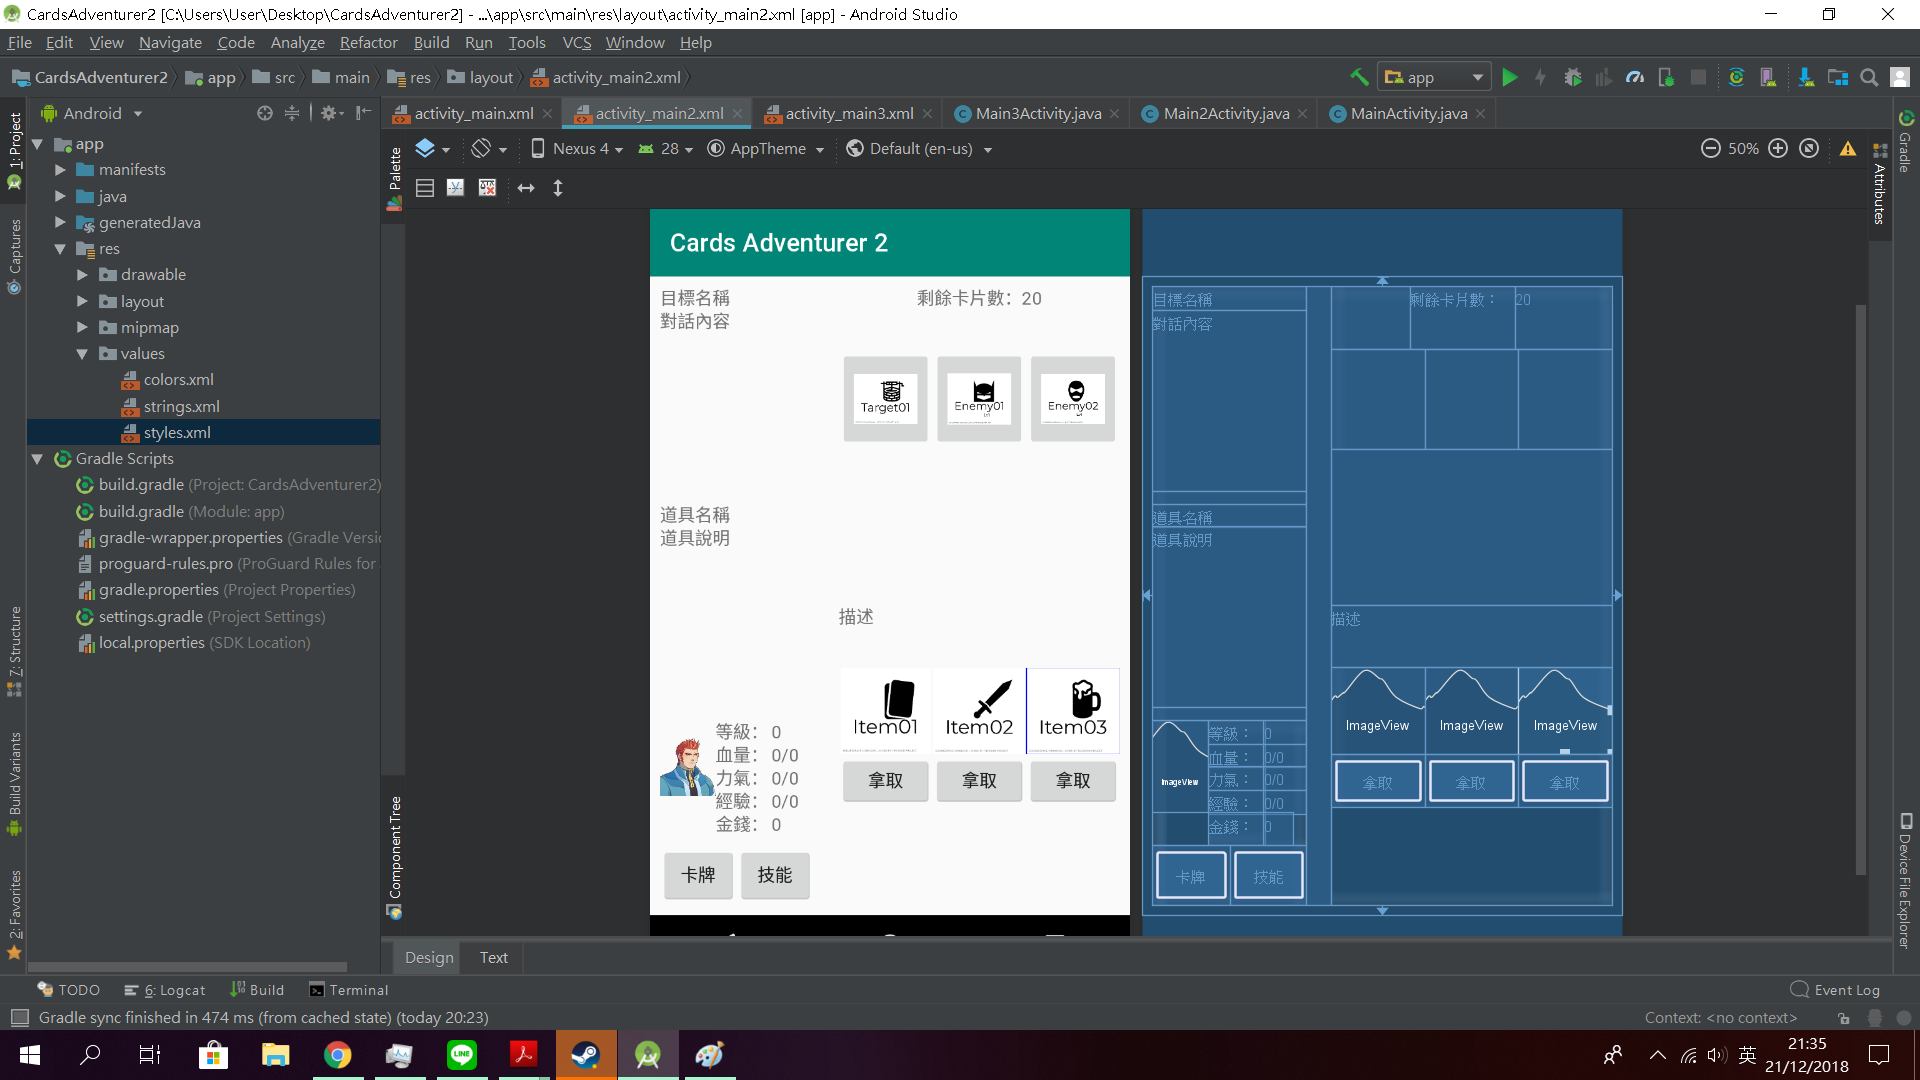 CardsAdventurer2 [C:\Users\User\Desktop\CardsAdventurer2] - ...\app\src\main\res\layout\activity_main2.xml [app] - Android Studio
File Edit View Navigate Code Analyze Refactor Build Run Tools VCS Window Help
CardsAdventurer2 app src main res layout activity_main2.xml
app
Android
activity_main.xml activity_main2.xml activity_main3.xml Main3Activity.java Main2Activity.java MainActivity.java
Nexus 4 28 AppTheme Default (en-us) 50%
1: Project
Captures
7: Structure
Build Variants
2: Favorites
app
manifests
java
generatedJava
res
drawable
layout
mipmap
values
colors.xml
strings.xml
styles.xml
Gradle Scripts
build.gradle (Project: CardsAdventurer2)
build.gradle (Module: app)
gradle-wrapper.properties (Gradle Versi
proguard-rules.pro (ProGuard Rules for
gradle.properties (Project Properties)
settings.gradle (Project Settings)
local.properties (SDK Location)
Palette
Component Tree
Cards Adventurer 2
目標名稱 剩餘卡片數：20
對話內容
Target01 Enemy01 Enemy02
道具名稱
道具說明
描述
Item01 Item02 Item03
等級： 0
血量： 0/0
力氣： 0/0
經驗： 0/0
金錢： 0
拿取 拿取 拿取
卡牌 技能
目標名稱 剩餘卡片數： 20
對話內容
道具名稱
道具說明
描述
ImageView ImageView ImageView
ImageView
等級： 0
血量： 0/0
力氣： 0/0
經驗： 0/0
金錢： 0
拿取 拿取 拿取
卡牌 技能
Gradle
Attributes
Device File Explorer
Design Text
TODO 6: Logcat Build Terminal Event Log
Gradle sync finished in 474 ms (from cached state) (today 20:23) Context: <no context>
英
21:35
21/12/2018